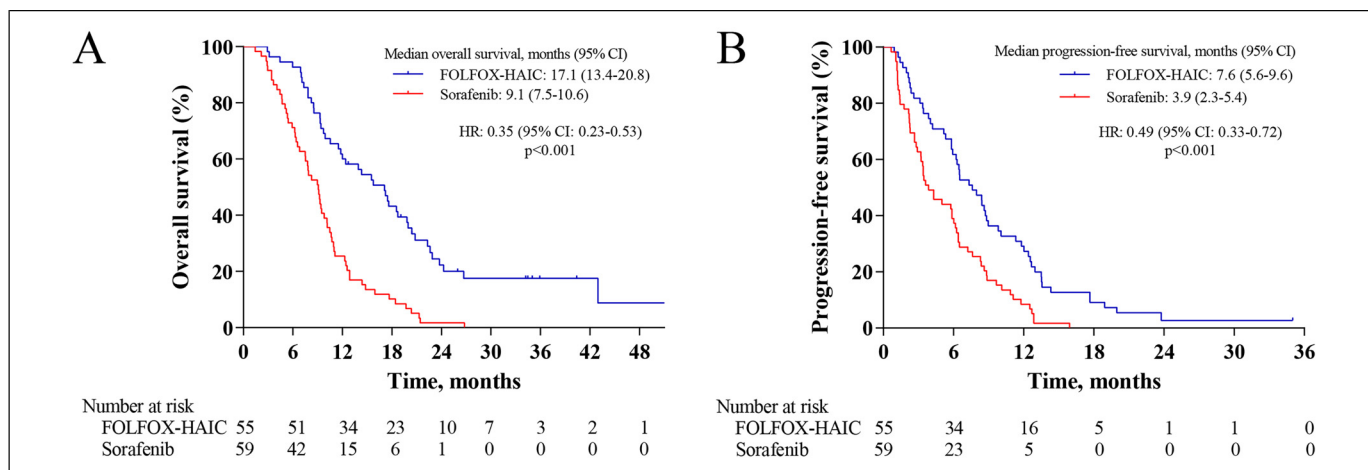 A
Overall survival (%)
100
80
60
40
20
0
Median overall survival, months (95% CI)
FOLFOX-HAIC: 17.1 (13.4-20.8)
Sorafenib: 9.1 (7.5-10.6)
HR: 0.35 (95% CI: 0.23-0.53)
p<0.001
0 6 12 18 24 30 36 42 48
Time, months
Number at risk
FOLFOX-HAIC 55 51 34 23 10 7 3 2 1
Sorafenib 59 42 15 6 1 0 0 0 0
B
Progression-free survival (%)
100
80
60
40
20
0
Median progression-free survival, months (95% CI)
FOLFOX-HAIC: 7.6 (5.6-9.6)
Sorafenib: 3.9 (2.3-5.4)
HR: 0.49 (95% CI: 0.33-0.72)
p<0.001
0 6 12 18 24 30 36
Time, months
Number at risk
FOLFOX-HAIC 55 34 16 5 1 1 0
Sorafenib 59 23 5 0 0 0 0